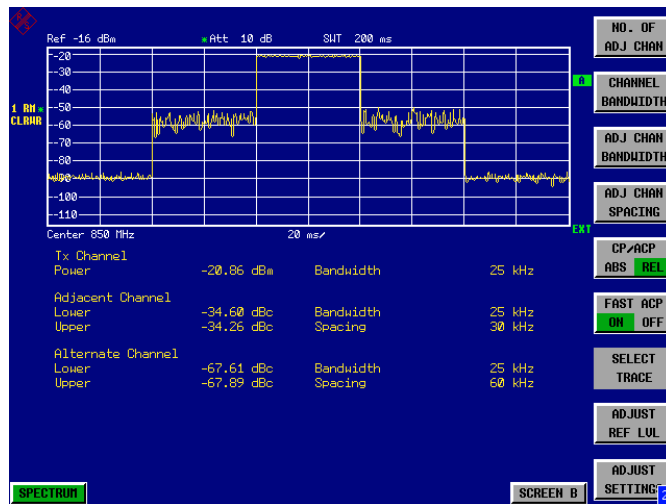 Ref -16 dBm * Att 10 dB SWT 200 ms
-20
-30
-40
-50
-60
-70
-80
-90
-100
-110
1 RM *
CLRWR
A
EXT
Center 850 MHz 20 ms/
Tx Channel
Power -20.86 dBm Bandwidth 25 kHz
Adjacent Channel
Lower -34.60 dBc Bandwidth 25 kHz
Upper -34.26 dBc Spacing 30 kHz
Alternate Channel
Lower -67.61 dBc Bandwidth 25 kHz
Upper -67.89 dBc Spacing 60 kHz
SPECTRUM
SCREEN B
NO. OF
ADJ CHAN
CHANNEL
BANDWIDTH
ADJ CHAN
BANDWIDTH
ADJ CHAN
SPACING
CP/ACP
ABS REL
FAST ACP
ON OFF
SELECT
TRACE
ADJUST
REF LVL
ADJUST
SETTINGS
2